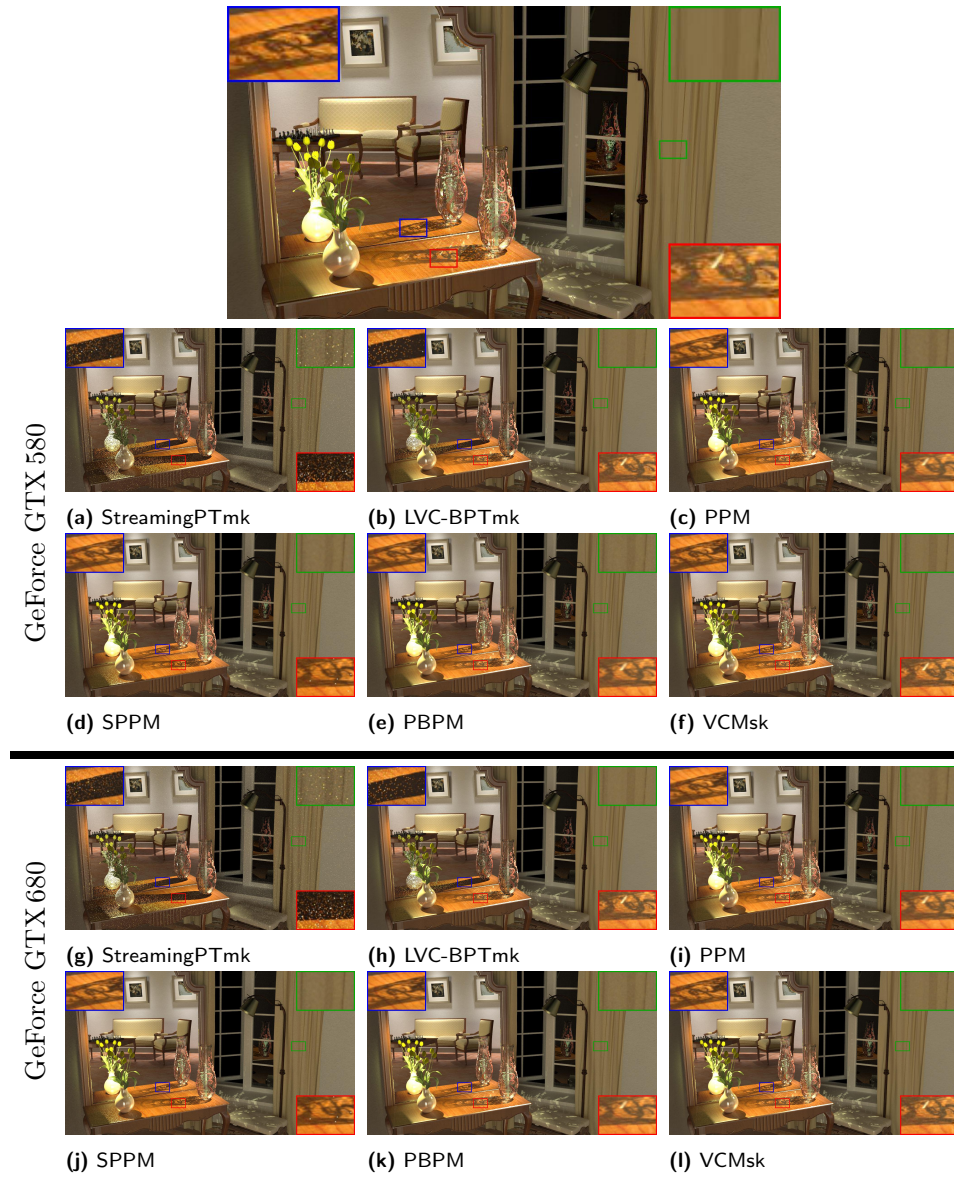 GeForce GTX 580
(a) StreamingPTmk
(b) LVC-BPTmk
(c) PPM
(d) SPPM
(e) PBPM
(f) VCMsk
GeForce GTX 680
(g) StreamingPTmk
(h) LVC-BPTmk
(i) PPM
(j) SPPM
(k) PBPM
(l) VCMsk